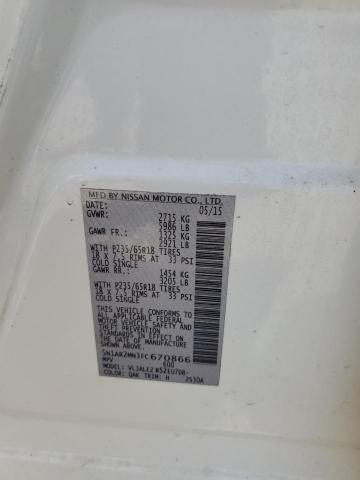 MFD BY NISSAN MOTOR CO., LTD.
DATE: 05/15
GVWR: 2715 KG
5986 LB
GAWR FR: 1325 KG
2921 LB
WITH P235/65R18 TIRES
18 X 7.5 RIMS AT 33 PSI
COLD SINGLE
GAWR RR: 1454 KG
3205 LB
WITH P235/65R18 TIRES
18 X 7.5 RIMS AT 33 PSI
COLD SINGLE
THIS VEHICLE CONFORMS TO
ALL APPLICABLE FEDERAL
MOTOR VEHICLE SAFETY
STANDARDS IN EFFECT ON
THE DATE OF MANUFACTURE
SHOWN ABOVE.
5N1AR2MN3FC670866
MPV 600
MODEL:
COLOR: QAK TRIM: H 2530A